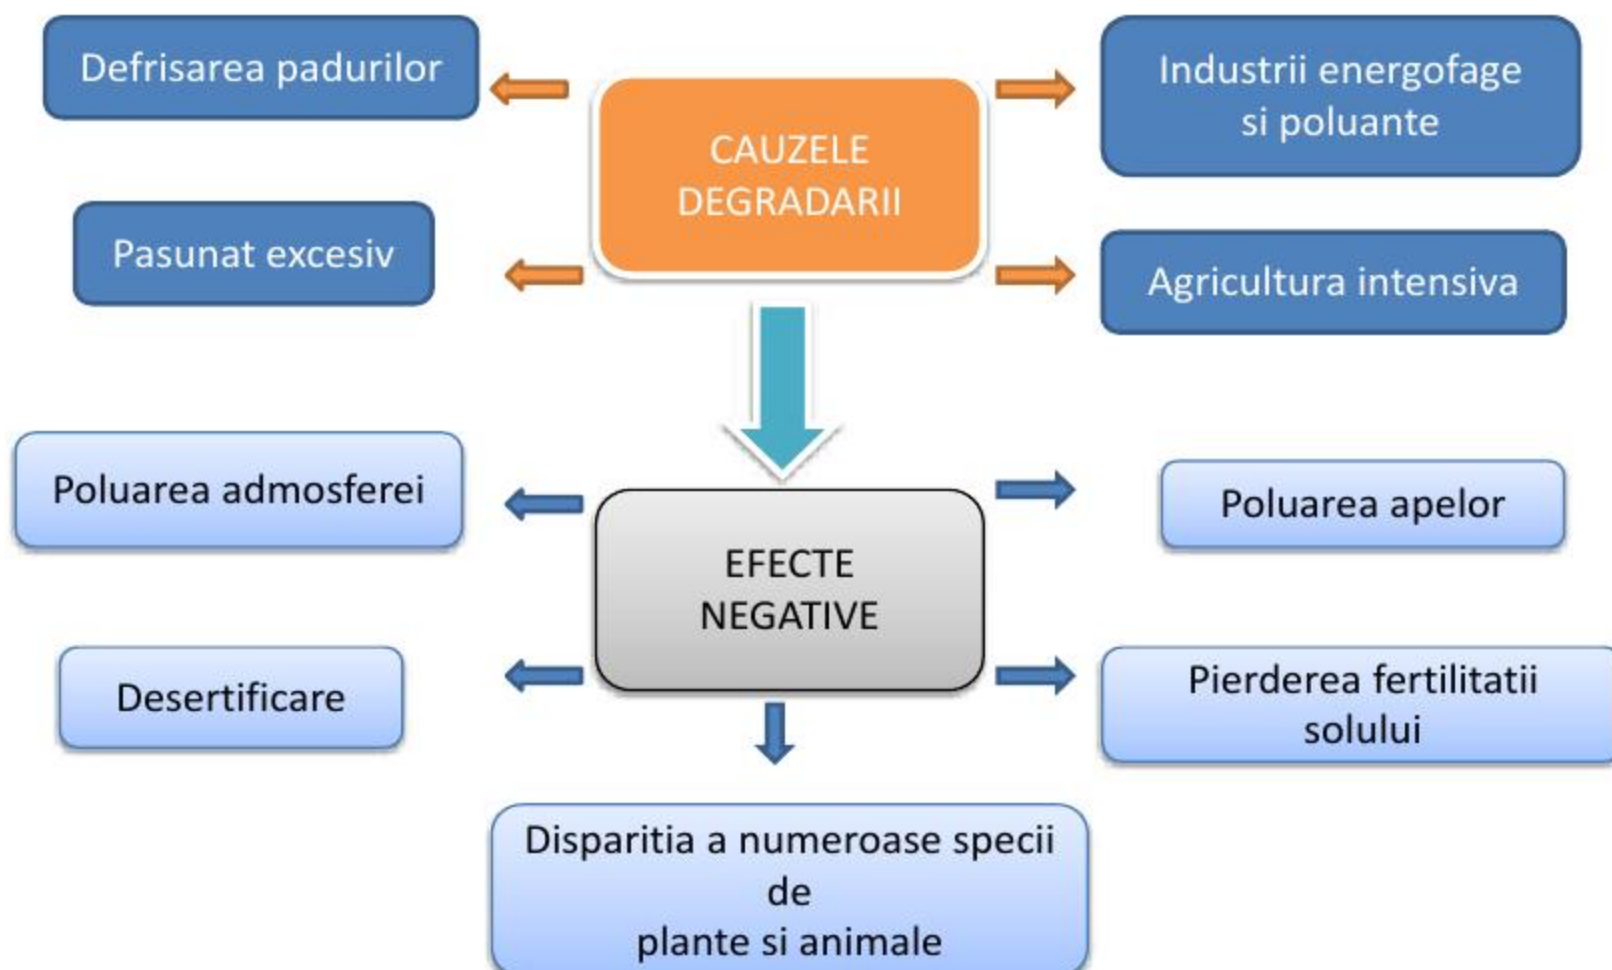 Defrisarea padurilor
CAUZELE
DEGRADARII
Industrii energofage
si poluante
Pasunat excesiv
Agricultura intensiva
Poluarea admosferei
EFECTE
NEGATIVE
Poluarea apelor
Desertificare
Pierderea fertilitatii
solului
Disparitia a numeroase specii
de
plante si animale